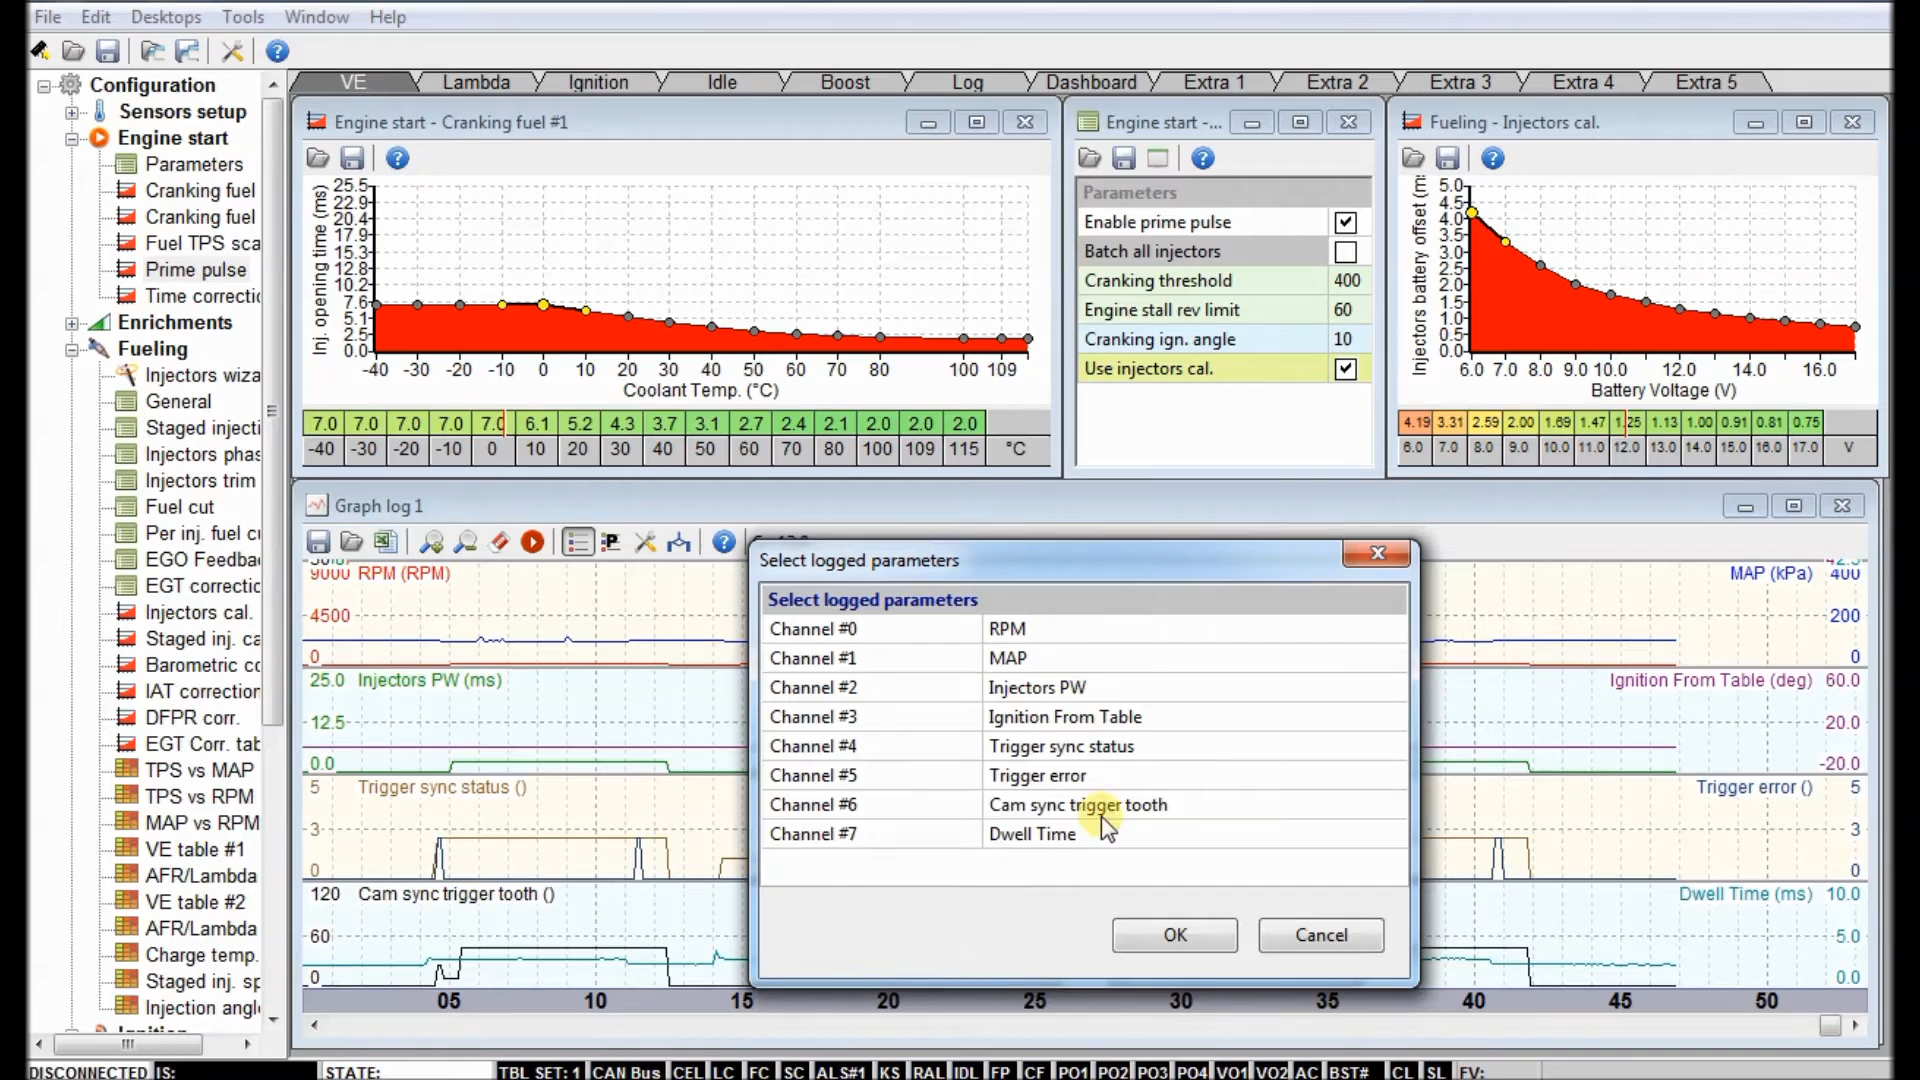 File Edit Desktops Tools Window Help
VE Lambda Ignition Idle Boost Log Dashboard Extra 1 Extra 2 Extra 3 Extra 4 Extra 5
Configuration
Sensors setup
Engine start
Parameters
Cranking fuel
Cranking fuel
Fuel TPS sca
Prime pulse
Time correctic
Enrichments
Fueling
Injectors wiza
General
Staged injecti
Injectors phas
Injectors trim
Fuel cut
Per inj. fuel cu
EGO Feedba
EGT correctic
Injectors cal.
Staged inj. ca
Barometric co
IAT correction
DFPR corr.
EGT Corr. tab
TPS vs MAP
TPS vs RPM
MAP vs RPM
VE table #1
AFR/Lambda
VE table #2
AFR/Lambda
Charge temp.
Staged inj. sp
Injection angle
Ignition
Engine start - Cranking fuel #1
Inj. opening time (ms)
25.5
22.9
20.4
17.9
15.3
12.8
10.2
7.6
5.1
2.5
0.0
-40 -30 -20 -10 0 10 20 30 40 50 60 70 80 100 109
Coolant Temp. (°C)
7.0 7.0 7.0 7.0 7.0 6.1 5.2 4.3 3.7 3.1 2.7 2.4 2.1 2.0 2.0 2.0
-40 -30 -20 -10 0 10 20 30 40 50 60 70 80 100 109 115 °C
Engine start -...
Parameters
Enable prime pulse
Batch all injectors
Cranking threshold 400
Engine stall rev limit 60
Cranking ign. angle 10
Use injectors cal.
Fueling - Injectors cal.
Injectors battery offset (m:
5.0
4.5
4.0
3.5
3.0
2.5
2.0
1.5
1.0
0.5
0.0
6.0 7.0 8.0 9.0 10.0 12.0 14.0 16.0
Battery Voltage (V)
4.19 3.31 2.59 2.00 1.69 1.47 1.25 1.13 1.00 0.91 0.81 0.75
6.0 7.0 8.0 9.0 10.0 11.0 12.0 13.0 14.0 15.0 16.0 17.0 V
Graph log 1
9000 RPM (RPM)
4500
0
MAP (kPa) 400
200
0
25.0 Injectors PW (ms)
12.5
0.0
Ignition From Table (deg) 60.0
20.0
-20.0
5 Trigger sync status ()
3
0
Trigger error () 5
3
0
120 Cam sync trigger tooth ()
60
0
Dwell Time (ms) 10.0
5.0
0.0
05 10 15 20 25 30 35 40 45 50
Select logged parameters
Select logged parameters
Channel #0 RPM
Channel #1 MAP
Channel #2 Injectors PW
Channel #3 Ignition From Table
Channel #4 Trigger sync status
Channel #5 Trigger error
Channel #6 Cam sync trigger tooth
Channel #7 Dwell Time
OK Cancel
DISCONNECTED IS: STATE: TBL SET: 1 CAN Bus CEL LC FC SC ALS#1 KS RAL IDL FP CF PO1 PO2 PO3 PO4 VO1 VO2 AC BST# CL SL FV: